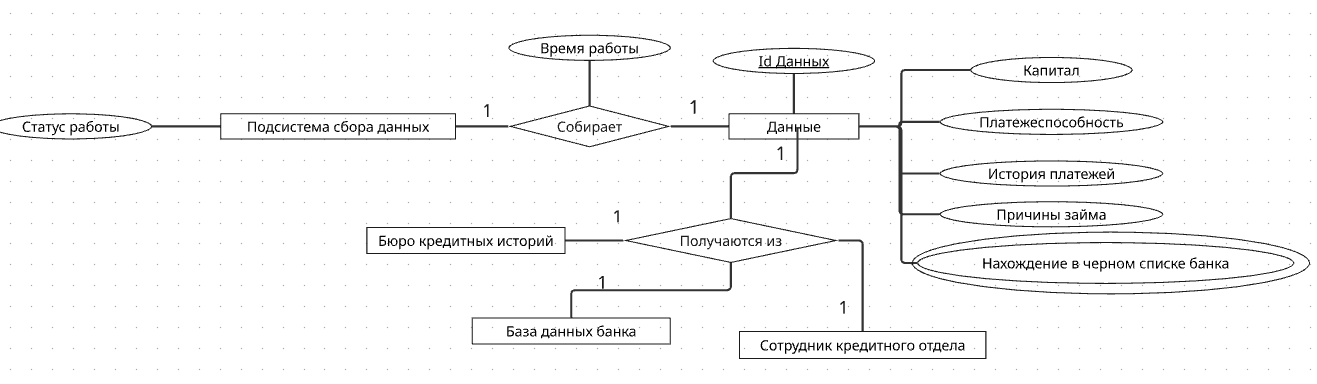 Время работы
Id Данных
Капитал
Статус работы
Подсистема сбора данных
1
Собирает
1
Данные
Платежеспособность
1
История платежей
Причины займа
Бюро кредитных историй
1
Получаются из
Нахождение в черном списке банка
1
База данных банка
1
Сотрудник кредитного отдела